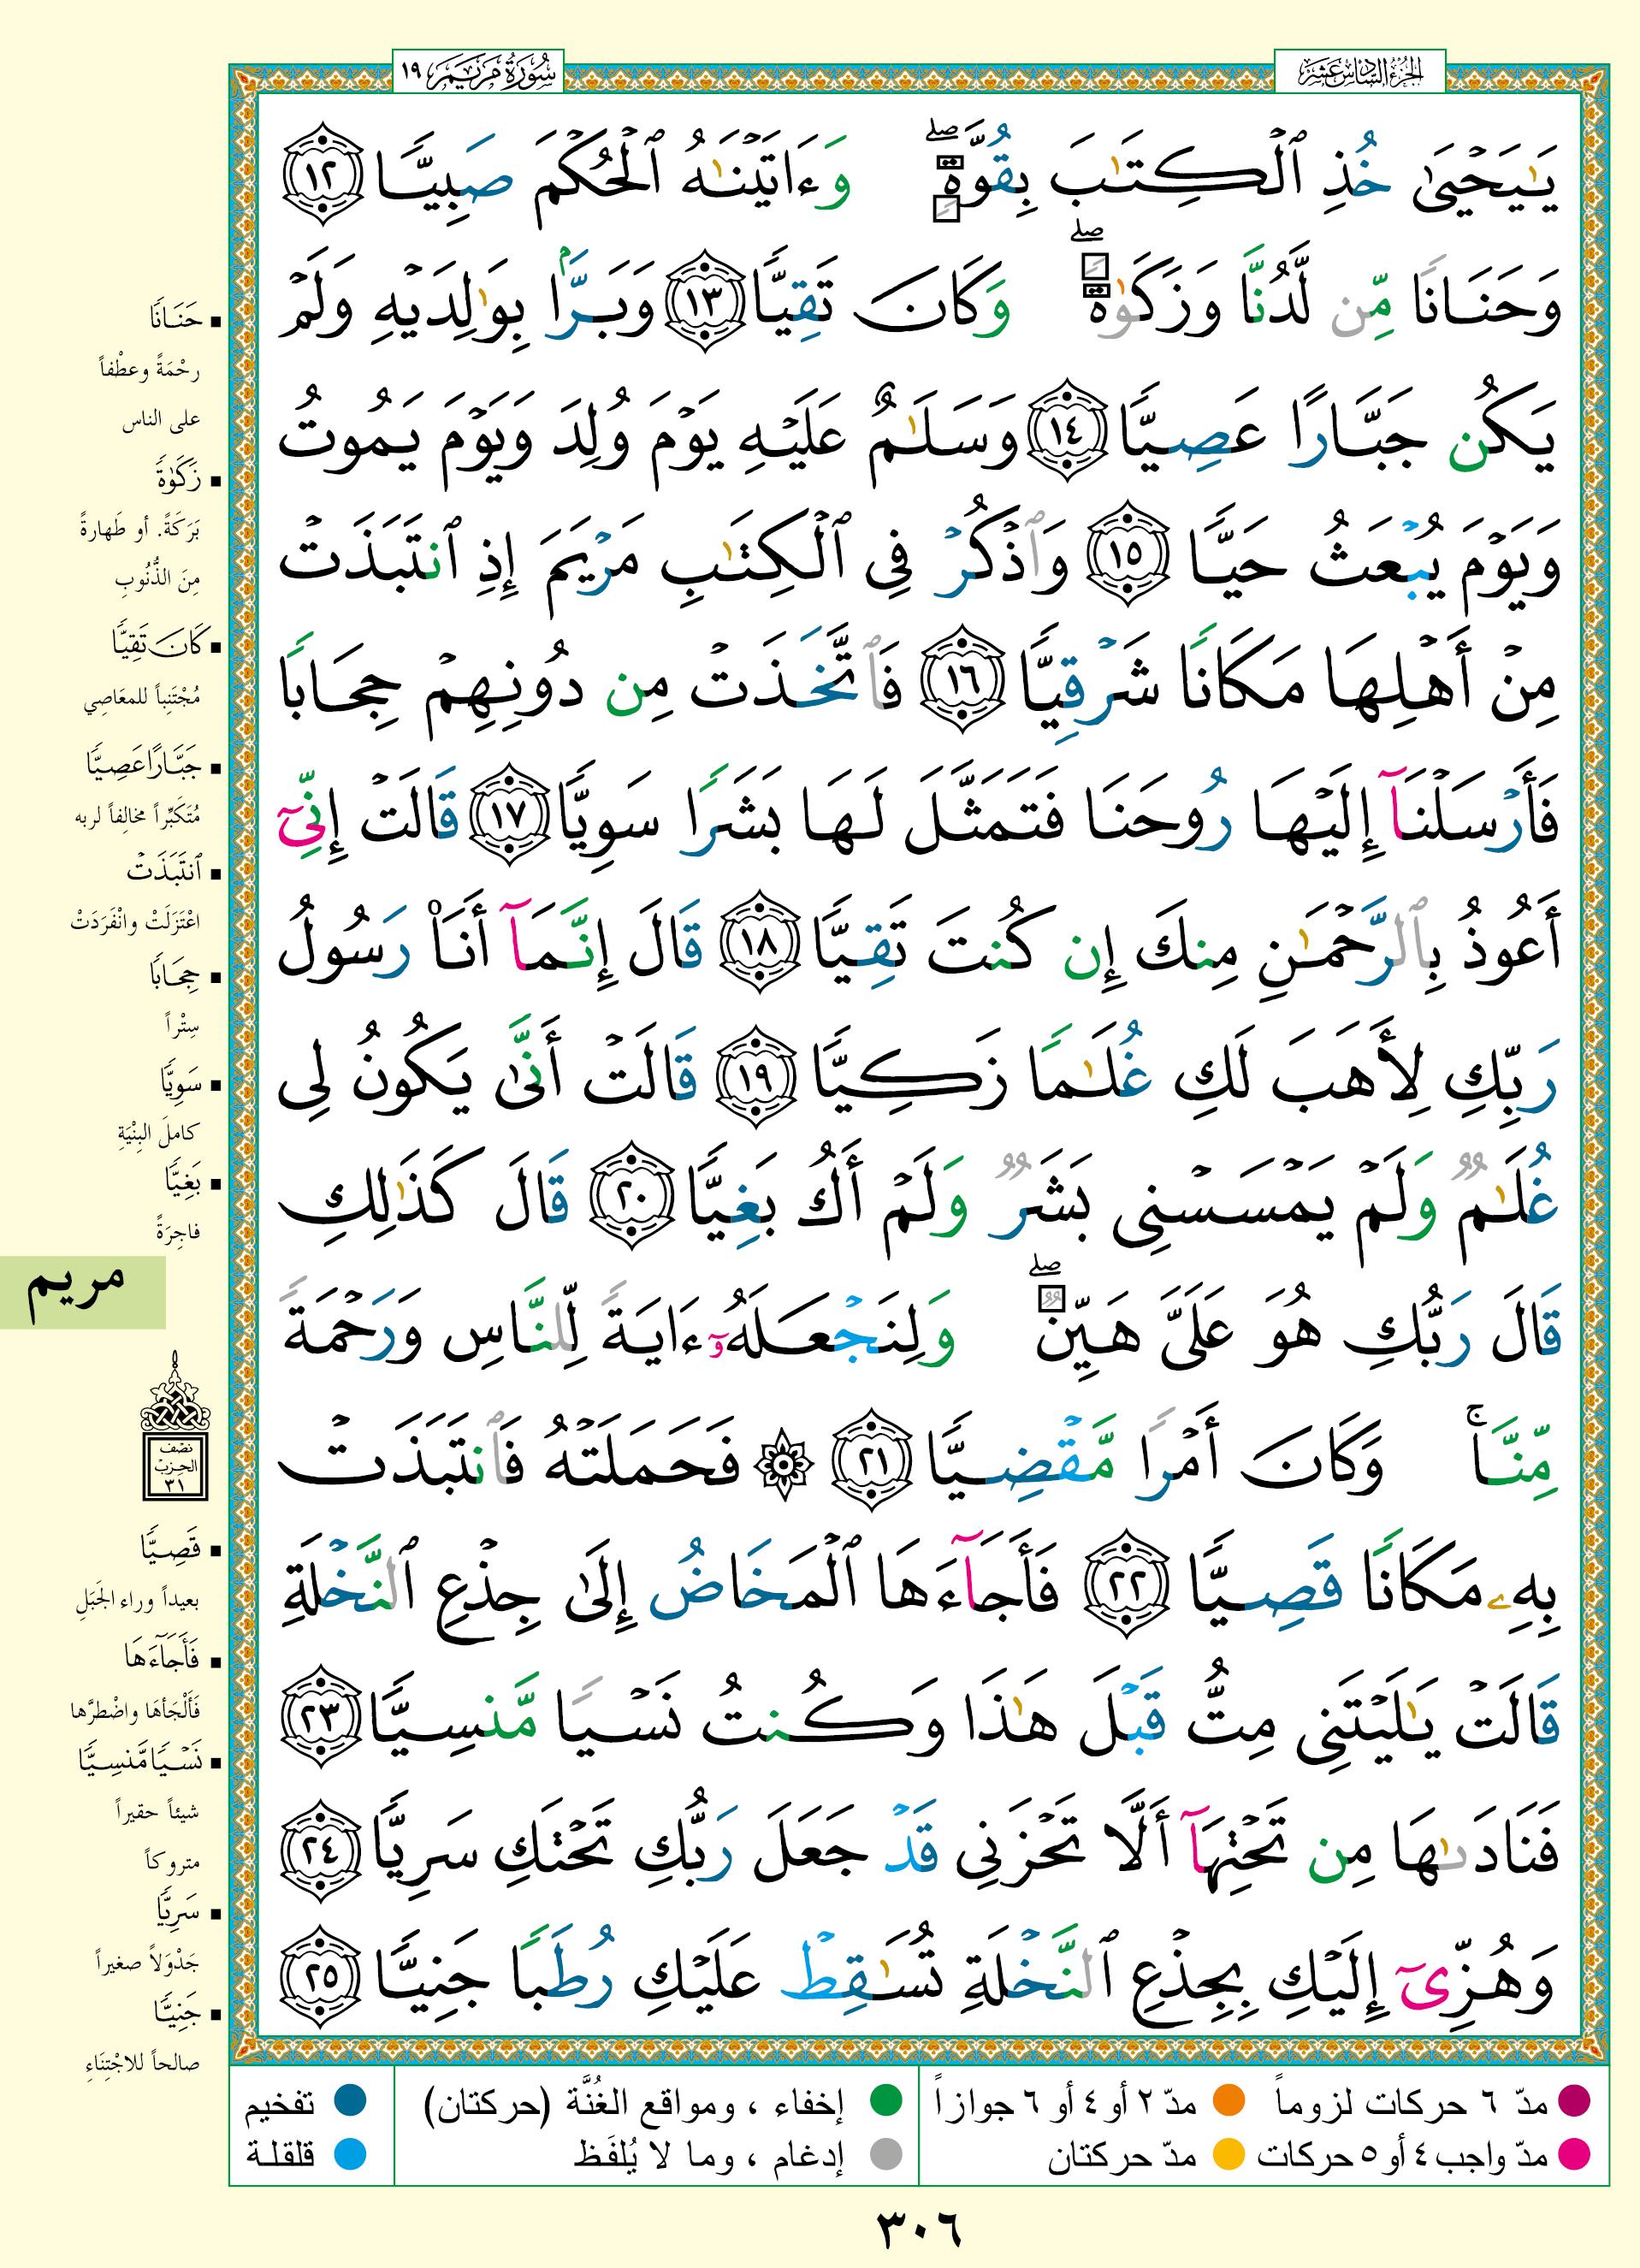 الجزء السادس عشر
سورة مريم ١٩
يَـٰيَحْيَىٰ خُذِ ٱلْكِتَـٰبَ بِقُوَّةٍۖ وَءَاتَيْنَـٰهُ ٱلْحُكْمَ صَبِيًّا ١٢
وَحَنَانًا مِّن لَّدُنَّا وَزَكَوٰةًۖ وَكَانَ تَقِيًّا ١٣ وَبَرًّۢا بِوَٰلِدَيْهِ وَلَمْ
يَكُن جَبَّارًا عَصِيًّا ١٤ وَسَلَـٰمٌ عَلَيْهِ يَوْمَ وُلِدَ وَيَوْمَ يَمُوتُ
وَيَوْمَ يُبْعَثُ حَيًّا ١٥ وَٱذْكُرْ فِى ٱلْكِتَـٰبِ مَرْيَمَ إِذِ ٱنتَبَذَتْ
مِنْ أَهْلِهَا مَكَانًا شَرْقِيًّا ١٦ فَٱتَّخَذَتْ مِن دُونِهِمْ حِجَابًا
فَأَرْسَلْنَآ إِلَيْهَا رُوحَنَا فَتَمَثَّلَ لَهَا بَشَرًا سَوِيًّا ١٧ قَالَتْ إِنِّىٓ
أَعُوذُ بِٱلرَّحْمَـٰنِ مِنكَ إِن كُنتَ تَقِيًّا ١٨ قَالَ إِنَّمَآ أَنَا۠ رَسُولُ
رَبِّكِ لِأَهَبَ لَكِ غُلَـٰمًا زَكِيًّا ١٩ قَالَتْ أَنَّىٰ يَكُونُ لِى
غُلَـٰمٌ وَلَمْ يَمْسَسْنِى بَشَرٌ وَلَمْ أَكُ بَغِيًّا ٢٠ قَالَ كَذَٰلِكِ
قَالَ رَبُّكِ هُوَ عَلَىَّ هَيِّنٌۖ وَلِنَجْعَلَهُۥٓ ءَايَةً لِّلنَّاسِ وَرَحْمَةً
مِّنَّاۚ وَكَانَ أَمْرًا مَّقْضِيًّا ٢١ ۞ فَحَمَلَتْهُ فَٱنتَبَذَتْ
بِهِۦ مَكَانًا قَصِيًّا ٢٢ فَأَجَآءَهَا ٱلْمَخَاضُ إِلَىٰ جِذْعِ ٱلنَّخْلَةِ
قَالَتْ يَـٰلَيْتَنِى مِتُّ قَبْلَ هَـٰذَا وَكُنتُ نَسْيًا مَّنسِيًّا ٢٣
فَنَادَىٰهَا مِن تَحْتِهَآ أَلَّا تَحْزَنِى قَدْ جَعَلَ رَبُّكِ تَحْتَكِ سَرِيًّا ٢٤
وَهُزِّىٓ إِلَيْكِ بِجِذْعِ ٱلنَّخْلَةِ تُسَـٰقِطْ عَلَيْكِ رُطَبًا جَنِيًّا ٢٥
▪ حَنَانًا
رحْمَةً وعطْفاً
على الناس
▪ زَكَوٰةً
بَرَكَةً. أو طَهارةً
مِنَ الذُّنُوبِ
▪ كَانَ تَقِيًّا
مُجْتَنِباً للمعَاصِي
▪ جَبَّارًا عَصِيًّا
مُتَكَبِّراً مخالِفاً لربه
▪ ٱنتَبَذَتْ
اعْتَزَلَتْ وانْفَرَدَتْ
▪ حِجَابًا
سِتْراً
▪ سَوِيًّا
كاملَ البِنْيَةِ
▪ بَغِيًّا
فاجِرَةً
مريم
نصف
الحزب
٣١
▪ قَصِيًّا
بعيداً وراء الجَبَلِ
▪ فَأَجَآءَهَا
فَأَلْجَأهَا واضْطرَّها
▪ نَسْيًا مَّنسِيًّا
شيئاً حقيراً
متروكاً
▪ سَرِيًّا
جَدْوَلاً صغيراً
▪ جَنِيًّا
صالحاً للاجْتِنَاءِ
مدّ ٦ حركات لزوماً مدّ ٢ أو ٤ أو ٦ جوازاً
مدّ واجب ٤ أو ٥ حركات مدّ حركتان
إخفاء ، ومواقع الغُنَّة (حركتان)
إدغام ، وما لا يُلفَظ
تفخيم
قلقلة
٣٠٦